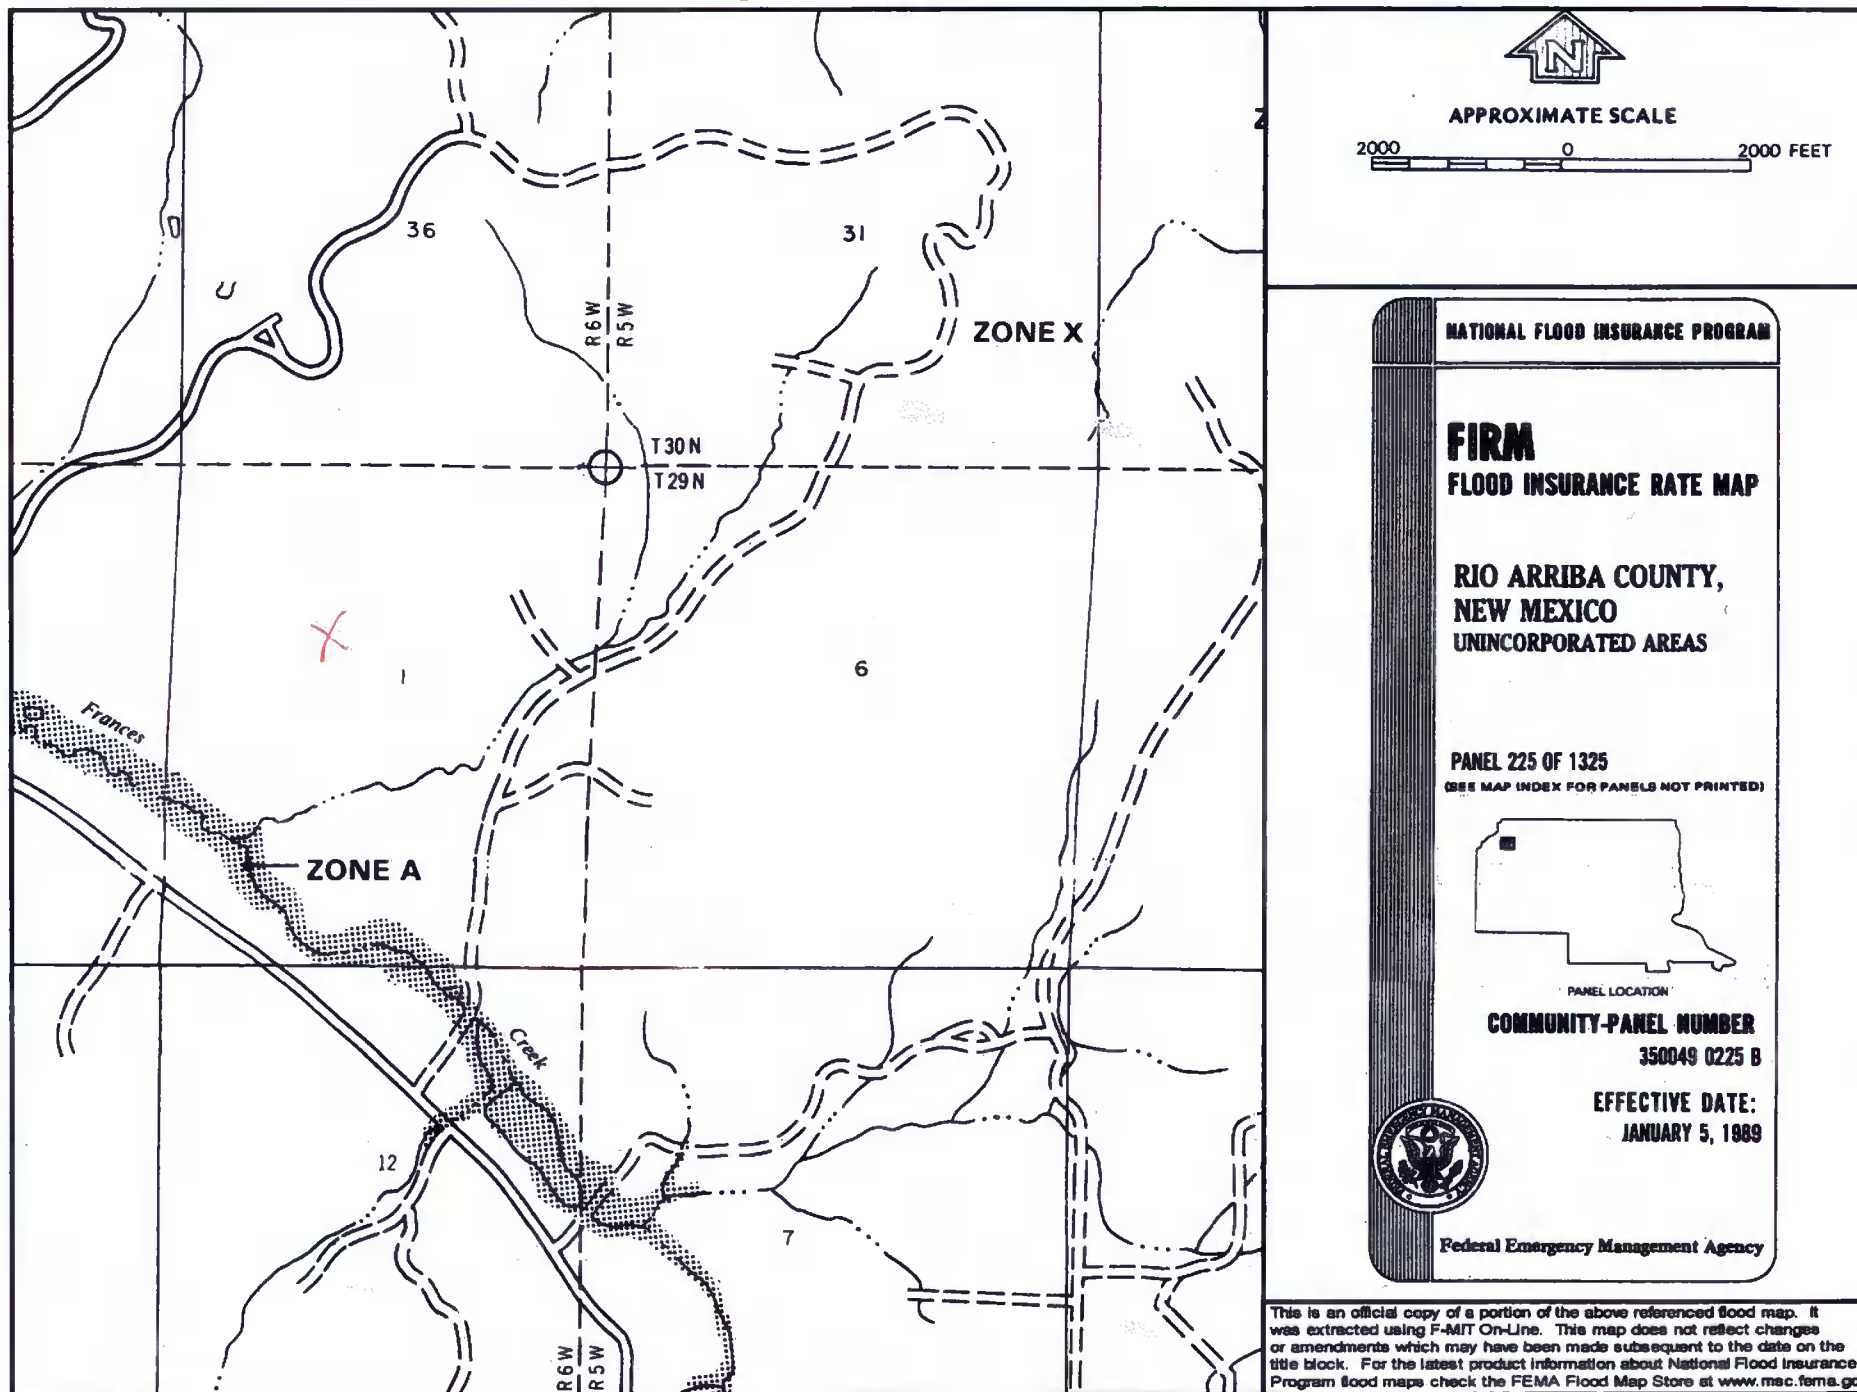 36
31
R6W
R5W
ZONE X
T30N
T29N
1
6
Frances
ZONE A
Creek
12
7
R6W
R5W
N
APPROXIMATE SCALE
2000 0 2000 FEET
NATIONAL FLOOD INSURANCE PROGRAM
FIRM
FLOOD INSURANCE RATE MAP
RIO ARRIBA COUNTY,
NEW MEXICO
UNINCORPORATED AREAS
PANEL 225 OF 1325
(SEE MAP INDEX FOR PANELS NOT PRINTED)
PANEL LOCATION
COMMUNITY-PANEL NUMBER
350049 0225 B
EFFECTIVE DATE:
JANUARY 5, 1989
Federal Emergency Management Agency
This is an official copy of a portion of the above referenced flood map. It
was extracted using F-MIT On-Line. This map does not reflect changes
or amendments which may have been made subsequent to the date on the
title block. For the latest product information about National Flood Insurance
Program flood maps check the FEMA Flood Map Store at www.msc.fema.go